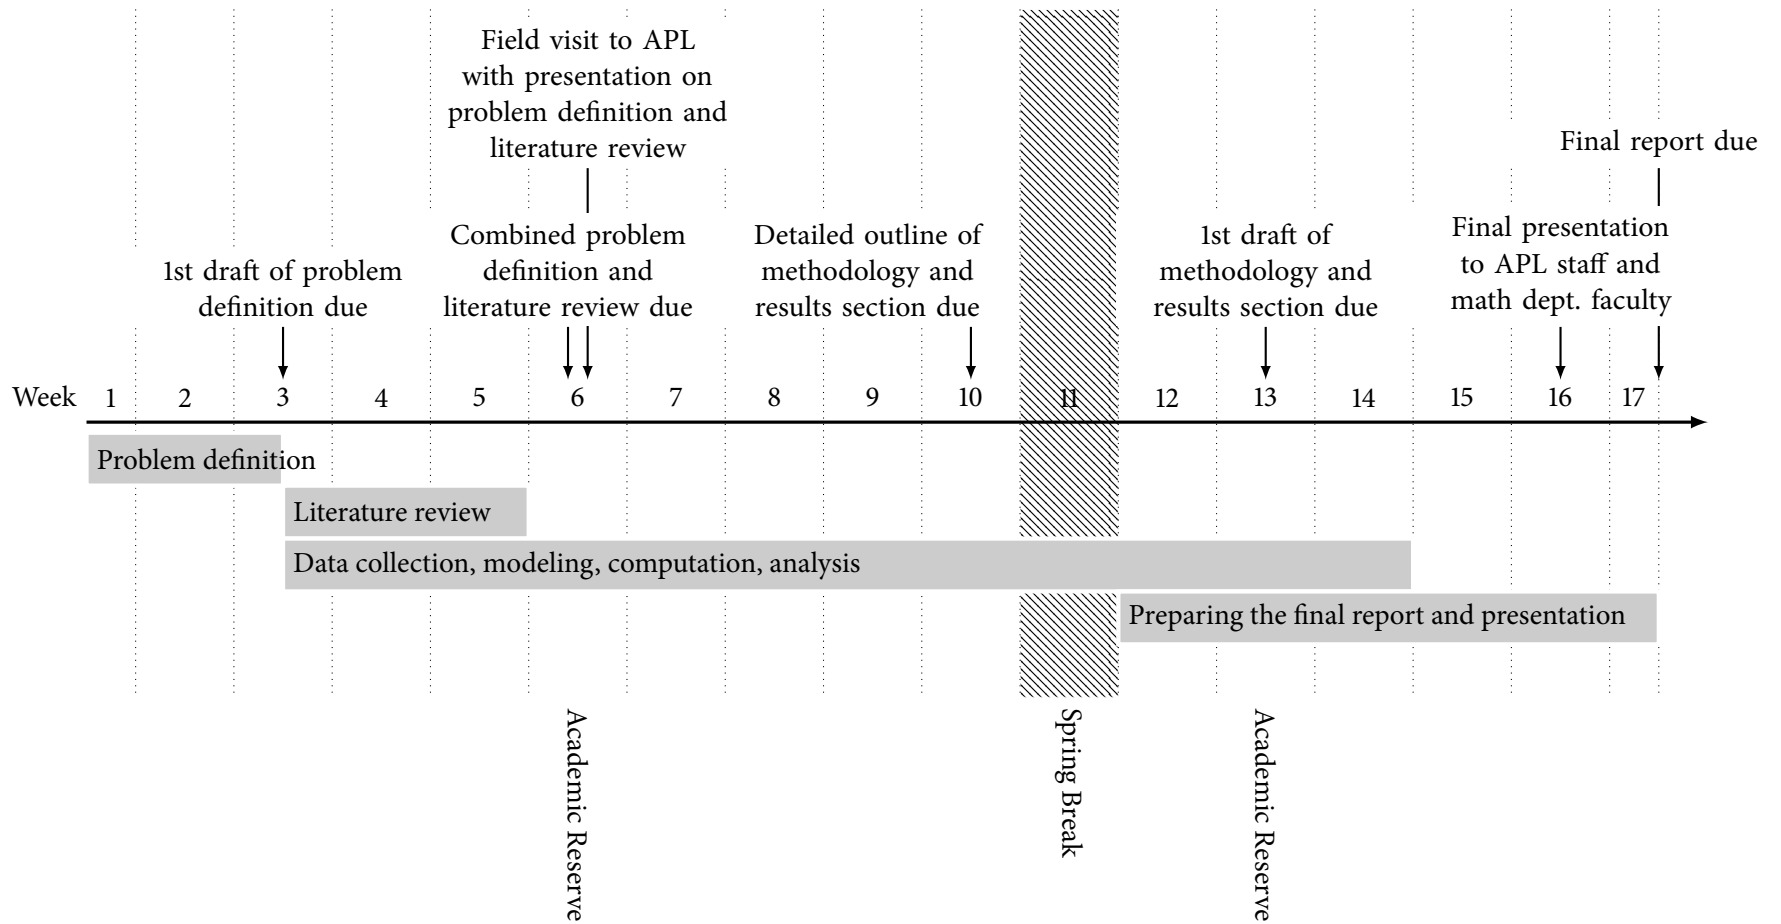 Field visit to APL
with presentation on
problem definition and
literature review
Final report due
1st draft of problem
definition due
Combined problem
definition and
literature review due
Detailed outline of
methodology and
results section due
1st draft of
methodology and
results section due
Final presentation
to APL staff and
math dept. faculty
Week 1 2 3 4 5 6 7 8 9 10 11 12 13 14 15 16 17
Problem definition
Literature review
Data collection, modeling, computation, analysis
Preparing the final report and presentation
Academic Reserve
Spring Break
Academic Reserve